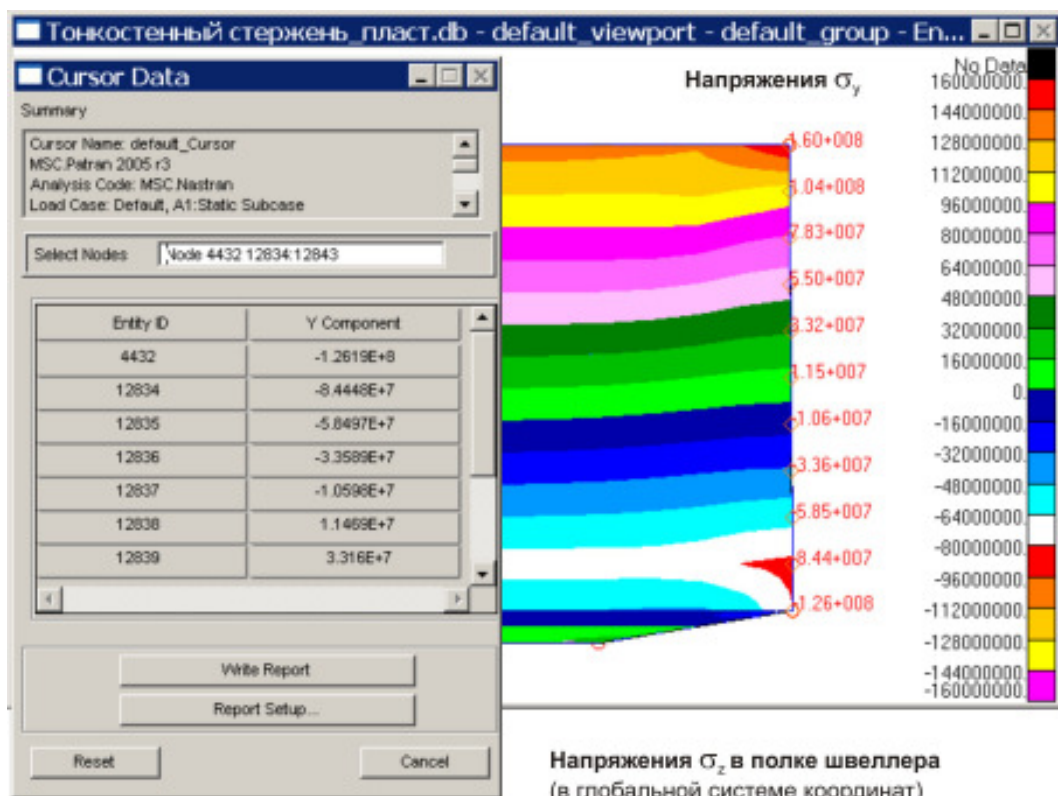 Тонкостенный стержень_пласт.db - default_viewport - default_group - En...
Cursor Data
Summary
Cursor Name: default_Cursor
MSC.Patran 2005 r3
Analysis Code: MSC.Nastran
Load Case: Default, A1:Static Subcase
Select Nodes
Node 4432 12834:12843
Entity ID Y Component
4432 -1.2619E+8
12834 -8.4448E+7
12835 -5.8497E+7
12836 -3.3589E+7
12837 -1.0598E+7
12838 1.1469E+7
12839 3.316E+7
Write Report
Report Setup...
Reset
Cancel
Напряжения σy
1.60+008
1.04+008
7.83+007
5.50+007
3.32+007
1.15+007
-1.06+007
-3.36+007
-5.85+007
-8.44+007
-1.26+008
No Data
160000000.
144000000.
128000000.
112000000.
96000000.
80000000.
64000000.
48000000.
32000000.
16000000.
0.
-16000000.
-32000000.
-48000000.
-64000000.
-80000000.
-96000000.
-112000000.
-128000000.
-144000000.
-160000000.
Напряжения σz в полке швеллера
(в глобальной системе координат)